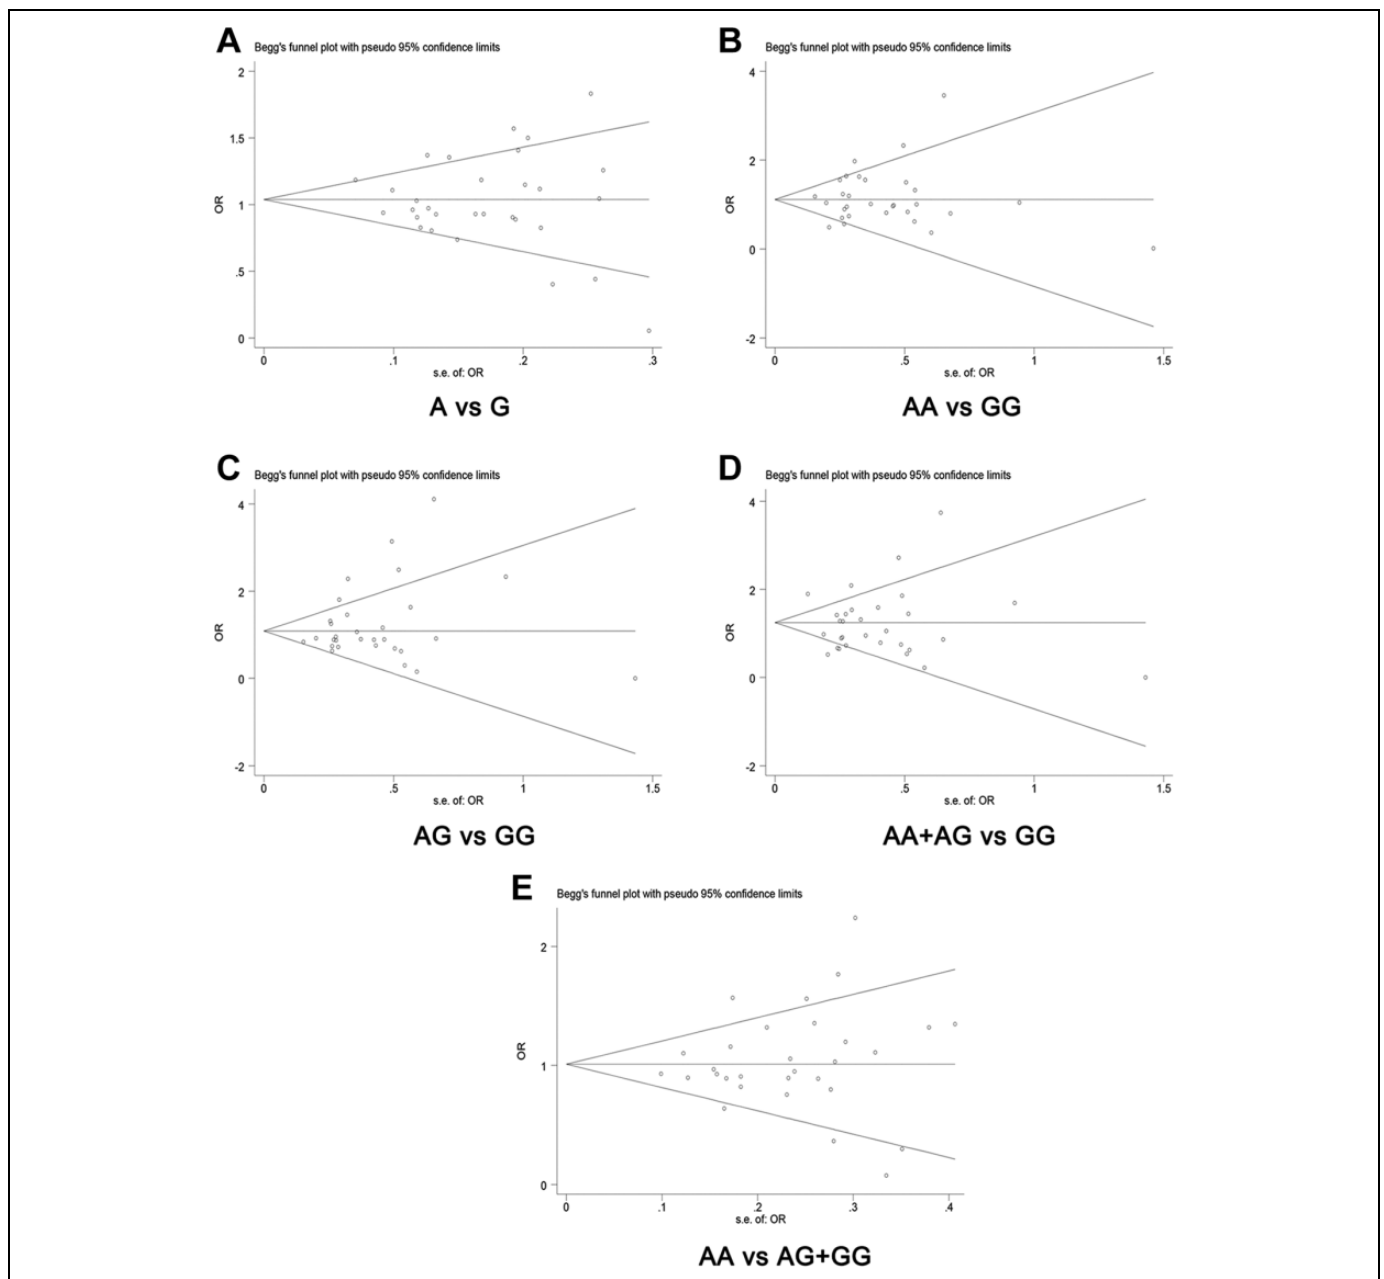 A
Begg's funnel plot with pseudo 95% confidence limits
OR
2
1.5
1
.5
0
0 .1 .2 .3
s.e. of: OR
A vs G
B
Begg's funnel plot with pseudo 95% confidence limits
OR
4
2
0
-2
0 .5 1 1.5
s.e. of: OR
AA vs GG
C
Begg's funnel plot with pseudo 95% confidence limits
OR
4
2
0
-2
0 .5 1 1.5
s.e. of: OR
AG vs GG
D
Begg's funnel plot with pseudo 95% confidence limits
OR
4
2
0
-2
0 .5 1 1.5
s.e. of: OR
AA+AG vs GG
E
Begg's funnel plot with pseudo 95% confidence limits
OR
2
1
0
0 .1 .2 .3 .4
s.e. of: OR
AA vs AG+GG